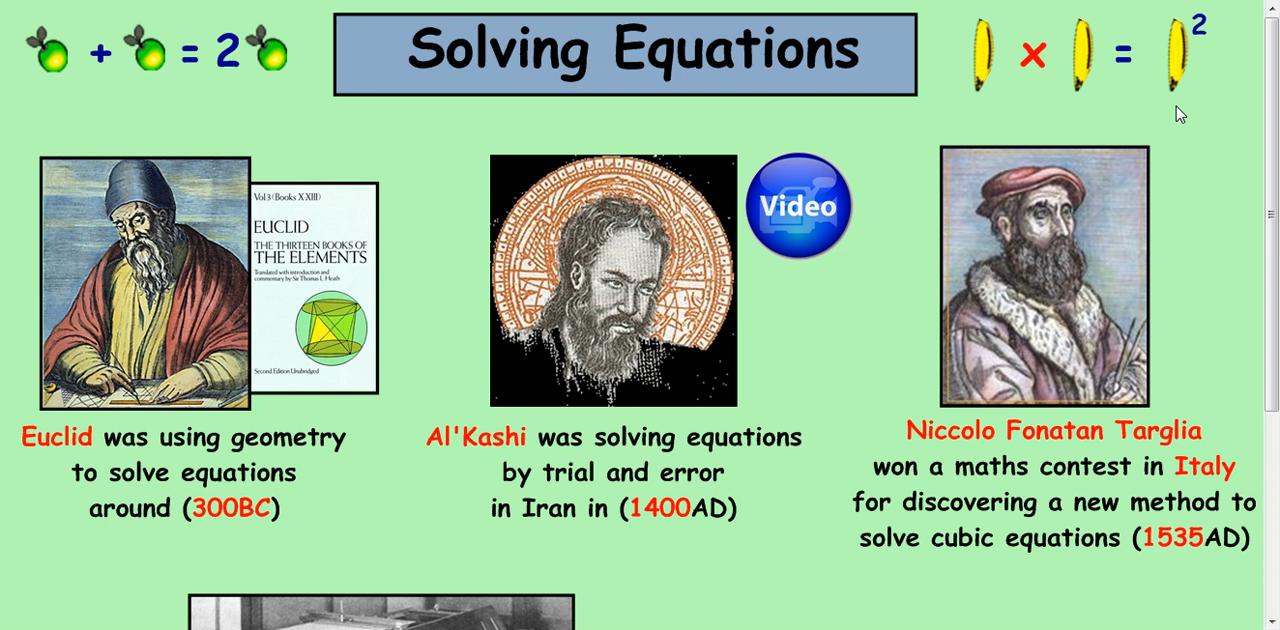 + = 2
Solving Equations
x = 2
Vol.3 (Books X-XIII)
EUCLID
THE THIRTEEN BOOKS OF
THE ELEMENTS
Translated with introduction and
commentary by Sir Thomas L. Heath
Second Edition Unabridged
Video
Euclid was using geometry
to solve equations
around (300BC)
Al'Kashi was solving equations
by trial and error
in Iran in (1400AD)
Niccolo Fonatan Targlia
won a maths contest in Italy
for discovering a new method to
solve cubic equations (1535AD)